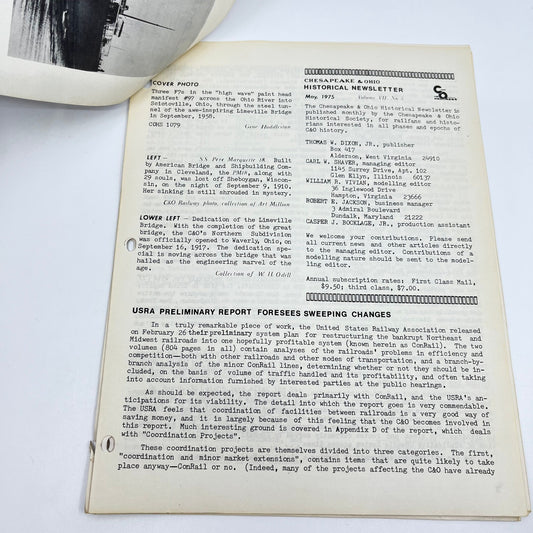 COVER PHOTO
Three F7s in the "high wave" paint head
manifest #97 across the Ohio River into
Sciotoville, Ohio, through the steel tun-
nel of the awe-inspiring Limeville Bridge
in September, 1958.
COHS 1079
Gene Huddleston
LEFT - SS Pere Marquette 18. Built
by American Bridge and Shipbuilding Com-
pany in Cleveland, the PM18, along with
29 souls, was lost off Sheboygan, Wiscon-
sin, on the night of September 9, 1910.
Her sinking is still shrouded in mystery.
C&O Railway photo, collection of Art Million
LOWER LEFT - Dedication of the Limeville
Bridge. With the completion of the great
bridge, the C&O's Northern Subdivision
was officially opened to Waverly, Ohio, on
September 16, 1917. The dedication spe-
cial is moving across the bridge that was
hailed as the engineering marvel of the
age.
Collection of W. H. Odell
CHESAPEAKE & OHIO
HISTORICAL NEWSLETTER
May, 1975 Volume VII No.
The Chesapeake & Ohio Historical Newsletter is
published monthly by the Chesapeake & Ohio
Historical Society, for railfans and histo-
rians interested in all phases and epochs of
C&O history.
THOMAS W. DIXON, JR., publisher
Box 417
Alderson, West Virginia 24910
CARL W. SHAVER, managing editor
1145 Surrey Drive, Apt. 102
Glen Ellyn, Illinois 60137
WILLIAM R. VIVIAN, modelling editor
36 Inglewood Drive
Hampton, Virginia 23666
ROBERT E. JACKSON, business manager
3 Admiral Boulevard
Dundalk, Maryland 21222
CASPER J. BOCKLAGE, JR., production assistant
We welcome your contributions. Please send
all current news and other articles directly
to the managing editor. Contributions of a
modelling nature should be sent to the model-
ling editor.
Annual subscription rates: First Class Mail,
$9.50; third class, $7.00.
USRA PRELIMINARY REPORT FORESEES SWEEPING CHANGES
In a truly remarkable piece of work, the United States Railway Association released
on February 26 their preliminary system plan for restructuring the bankrupt Northeast and
Midwest railroads into one hopefully profitable system (known herein as ConRail). The two
volumes (804 pages in all) contain analyses of the railroads' problems in efficiency and
competition—both with other railroads and other modes of transportation, and a branch-by-
branch analysis of the minor ConRail lines, determining whether or not they should be in-
cluded, on the basis of traffic handled and its profitability, and often taking
into account information furnished by interested parties at the public hearings.
As should be expected, the report deals primarily with ConRail, and the USRA's an-
ticipations for its viability. The detail into which the report goes is very commendable.
The USRA feels that coordination of facilities between railroads is a very good way of
saving money, and it is largely because of this feeling that the C&O becomes involved in
this report. Much interesting ground is covered in Appendix D of the report, which deals
with "Coordination Projects".
These coordination projects are themselves divided into three categories. The first,
"coordination and minor market extensions", contains items that are quite likely to take
place anyway—ConRail or no. (Indeed, many of the projects affecting the C&O have already